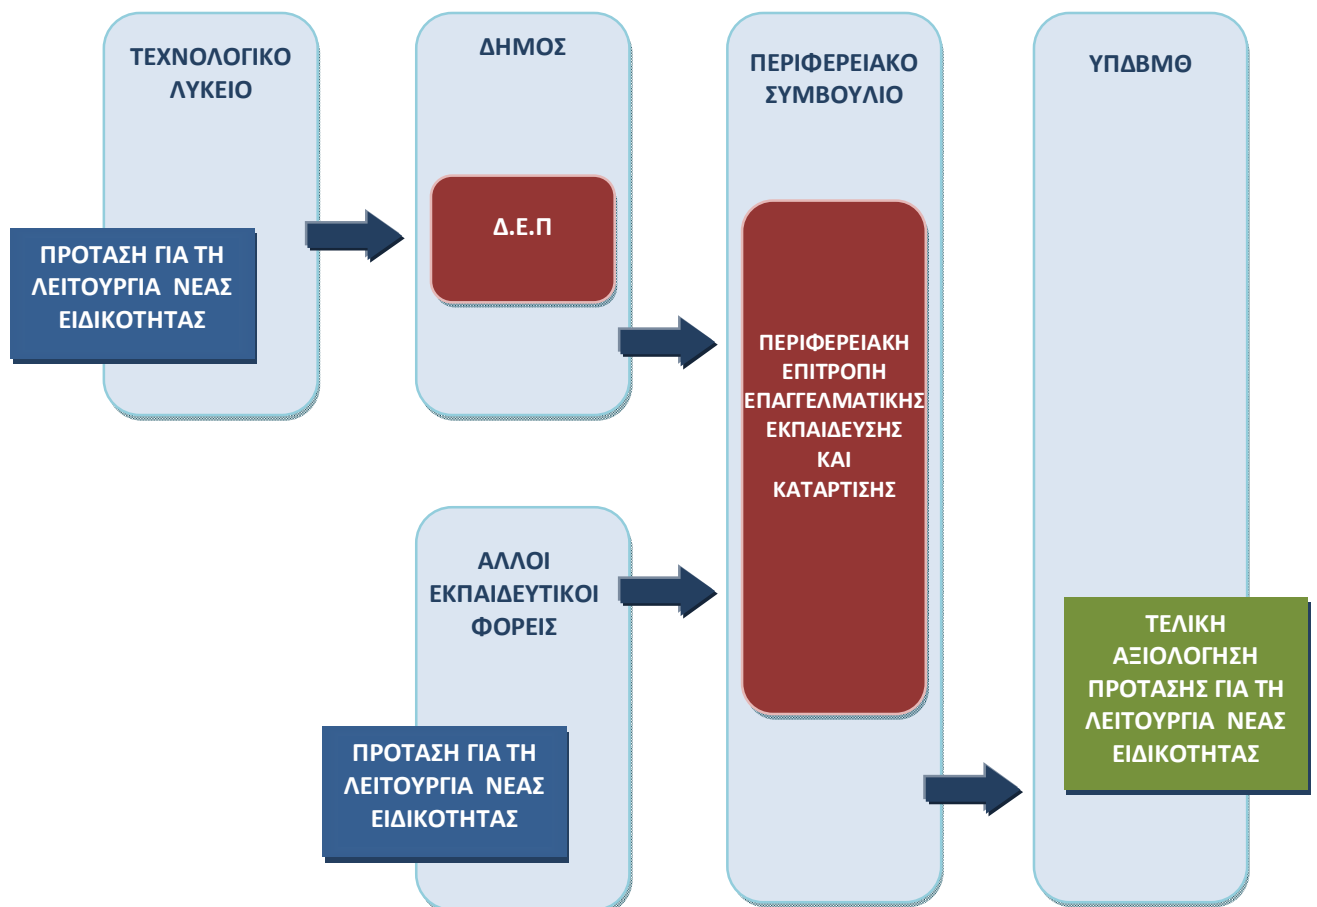 ΤΕΧΝΟΛΟΓΙΚΟ
ΛΥΚΕΙΟ
ΠΡΟΤΑΣΗ ΓΙΑ ΤΗ
ΛΕΙΤΟΥΡΓΙΑ ΝΕΑΣ
ΕΙΔΙΚΟΤΗΤΑΣ
ΔΗΜΟΣ
Δ.Ε.Π
ΑΛΛΟΙ
ΕΚΠΑΙΔΕΥΤΙΚΟΙ
ΦΟΡΕΙΣ
ΠΡΟΤΑΣΗ ΓΙΑ ΤΗ
ΛΕΙΤΟΥΡΓΙΑ ΝΕΑΣ
ΕΙΔΙΚΟΤΗΤΑΣ
ΠΕΡΙΦΕΡΕΙΑΚΟ
ΣΥΜΒΟΥΛΙΟ
ΠΕΡΙΦΕΡΕΙΑΚΗ
ΕΠΙΤΡΟΠΗ
ΕΠΑΓΓΕΛΜΑΤΙΚΗΣ
ΕΚΠΑΙΔΕΥΣΗΣ
ΚΑΙ
ΚΑΤΑΡΤΙΣΗΣ
ΥΠΔΒΜΘ
ΤΕΛΙΚΗ
ΑΞΙΟΛΟΓΗΣΗ
ΠΡΟΤΑΣΗΣ ΓΙΑ ΤΗ
ΛΕΙΤΟΥΡΓΙΑ ΝΕΑΣ
ΕΙΔΙΚΟΤΗΤΑΣ